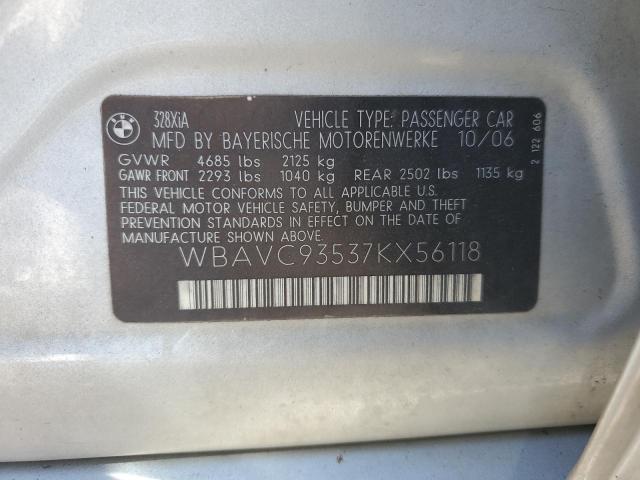 BMW 328XiA VEHICLE TYPE: PASSENGER CAR
MFD BY BAYERISCHE MOTORENWERKE 10/06
GVWR 4685 lbs 2125 kg
GAWR FRONT 2293 lbs 1040 kg REAR 2502 lbs 1135 kg
THIS VEHICLE CONFORMS TO ALL APPLICABLE U.S.
FEDERAL MOTOR VEHICLE SAFETY, BUMPER AND THEFT
PREVENTION STANDARDS IN EFFECT ON THE DATE OF
MANUFACTURE SHOWN ABOVE.
WBAVC93537KX56118
2 122 606